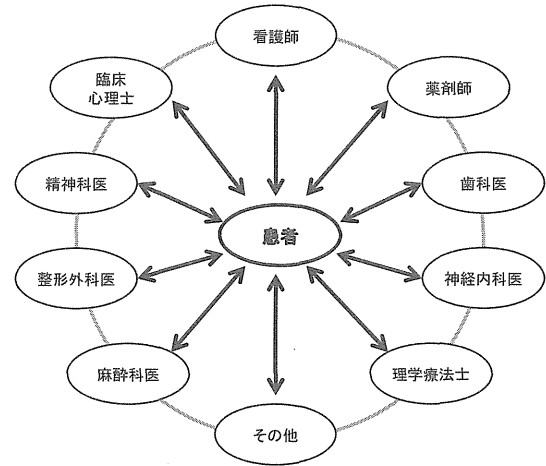 看護師
臨床
心理士
薬剤師
精神科医
歯科医
患者
整形外科医
神経内科医
麻酔科医
理学療法士
その他